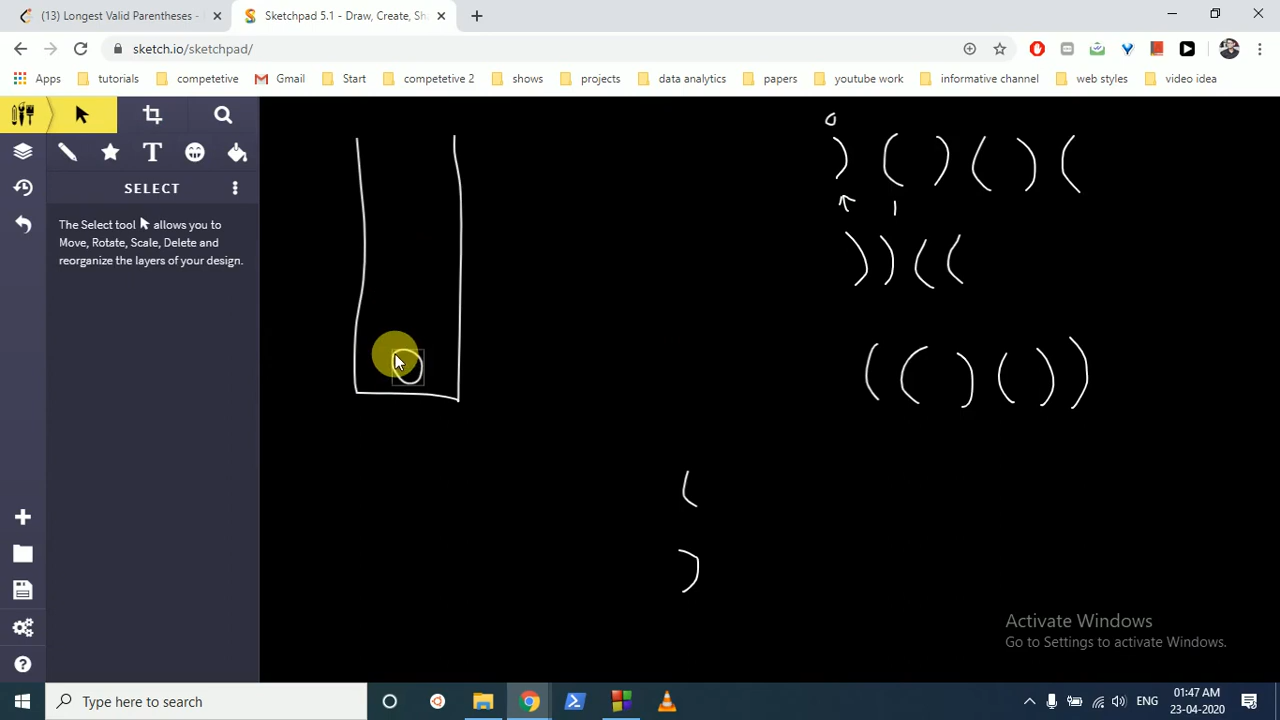 (13) Longest Valid Parentheses -
Sketchpad 5.1 - Draw, Create, Sh
sketch.io/sketchpad/
Apps tutorials competetive Gmail Start competetive 2 shows projects data analytics papers youtube work informative channel web styles video idea
SELECT
The Select tool allows you to
Move, Rotate, Scale, Delete and
reorganize the layers of your design.
0
) ( ) ( ) (
1
) ) ( (
( ( ) ( ) )
0
(
)
Activate Windows
Go to Settings to activate Windows.
Type here to search
ENG
01:47 AM
23-04-2020